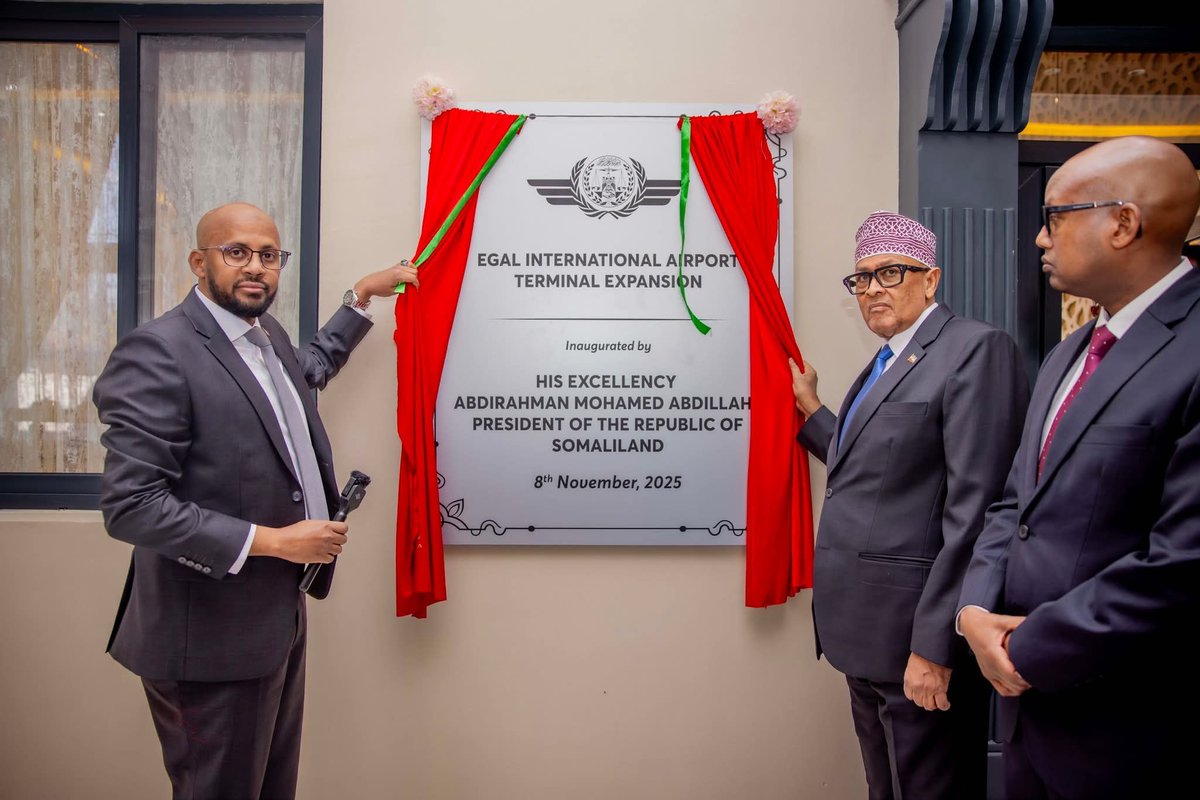 EGAL INTERNATIONAL AIRPORT
TERMINAL EXPANSION
Inaugurated by
HIS EXCELLENCY
ABDIRAHMAN MOHAMED ABDILLAH
PRESIDENT OF THE REPUBLIC OF
SOMALILAND
8th November, 2025